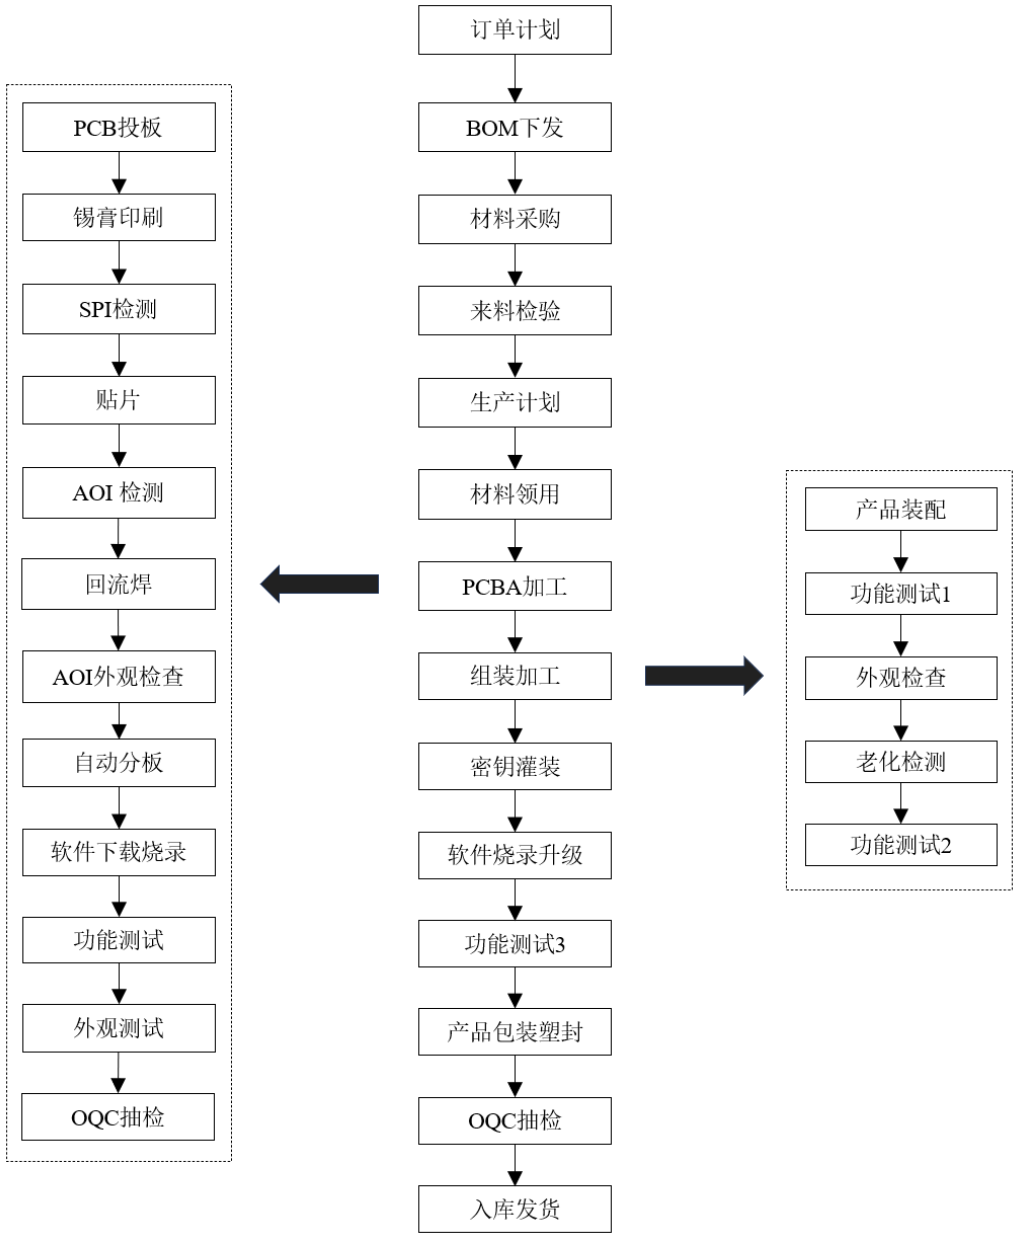 订单计划
BOM下发
材料采购
来料检验
生产计划
材料领用
PCBA加工
组装加工
密钥灌装
软件烧录升级
功能测试3
产品包装塑封
OQC抽检
入库发货
PCB投板
锡膏印刷
SPI检测
贴片
AOI 检测
回流焊
AOI外观检查
自动分板
软件下载烧录
功能测试
外观测试
OQC抽检
产品装配
功能测试1
外观检查
老化检测
功能测试2